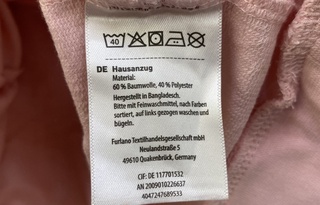 40
DE Hausanzug
Material:
60 % Baumwolle, 40 % Polyester
Hergestellt in Bangladesch.
Bitte mit Feinwaschmittel, nach Farben
sortiert, auf links gezogen waschen und
bügeln.
Furlano Textilhandelsgesellschaft mbH
Neulandstraße 5
49610 Quakenbrück, Germany
CIF: DE 117701532
AN 2009010226637
4047247689533